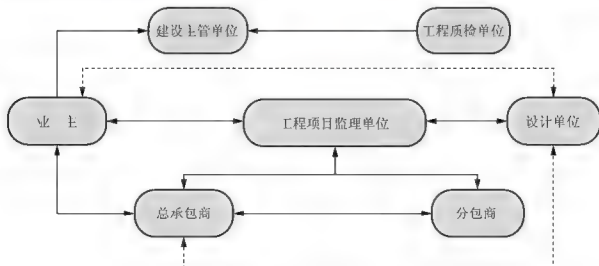 建设主管单位
工程质检单位
业 主
工程项目监理单位
设计单位
总承包商
分包商